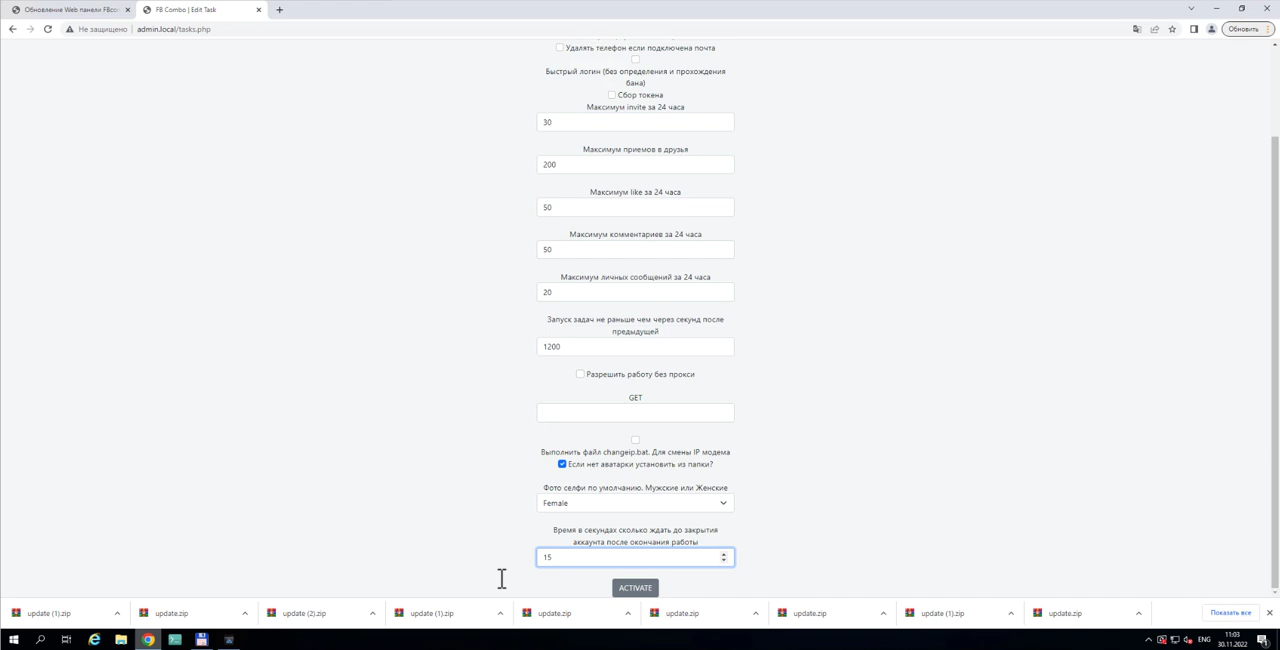 Обновление Web панели FBco
FB Combo | Edit Task
Не защищено
admin.local/tasks.php
Обновить
Удалять телефон если подключена почта
Быстрый логин (без определения и прохождения
бана)
Сбор токена
Максимум invite за 24 часа
30
Максимум приемов в друзья
200
Максимум like за 24 часа
50
Максимум комментариев за 24 часа
50
Максимум личных сообщений за 24 часа
20
Запуск задач не раньше чем через секунд после
предыдущей
1200
Разрешить работу без прокси
GET
Выполнить файл changeip.bat. Для смены IP модема
Если нет аватарки установить из папки?
Фото селфи по умолчанию. Мужские или Женские
Female
Время в секундах сколько ждать до закрытия
аккаунта после окончания работы
15
ACTIVATE
update (1).zip
update.zip
update (2).zip
update (1).zip
update.zip
update.zip
update.zip
update (1).zip
update.zip
Показать все
ENG
11:03
30.11.2022